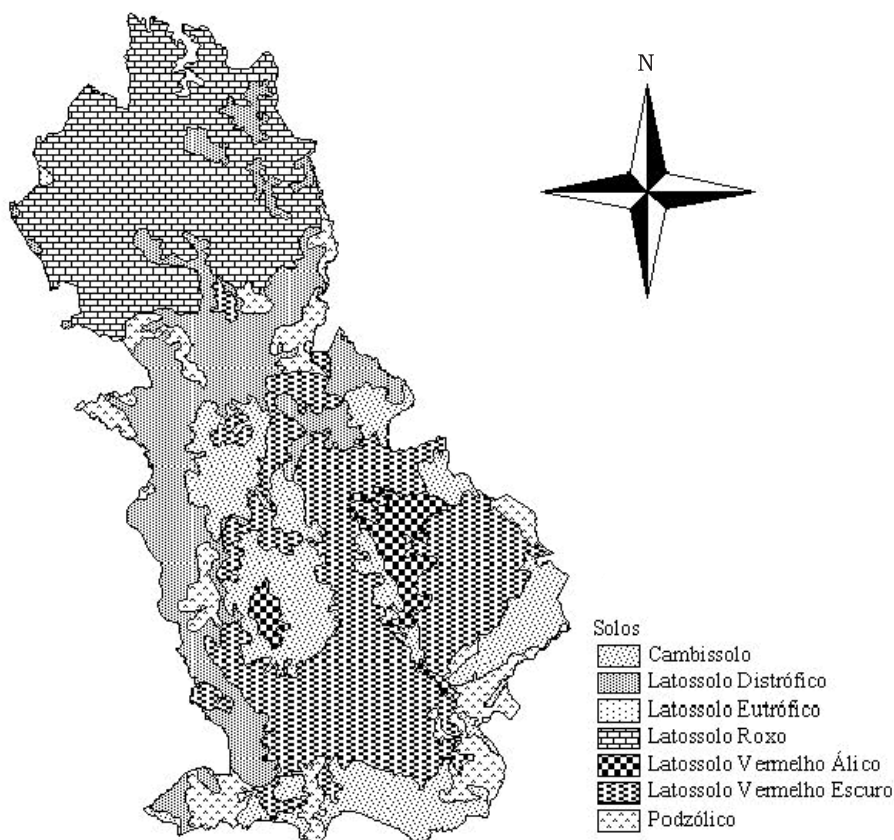 N
Solos
Cambissolo
Latossolo Distrófico
Latossolo Eutrófico
Latossolo Roxo
Latossolo Vermelho Álico
Latossolo Vermelho Escuro
Podzólico